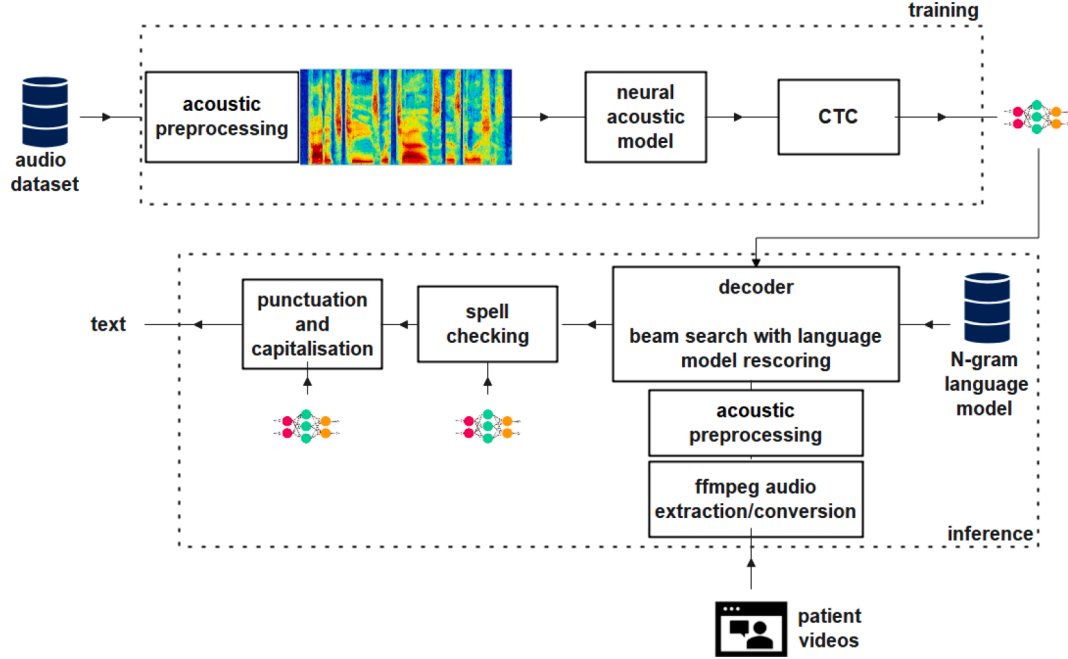 training
audio
dataset
acoustic
preprocessing
neural
acoustic
model
CTC
text
punctuation
and
capitalisation
spell
checking
decoder
beam search with language
model rescoring
N-gram
language
model
acoustic
preprocessing
ffmpeg audio
extraction/conversion
inference
patient
videos